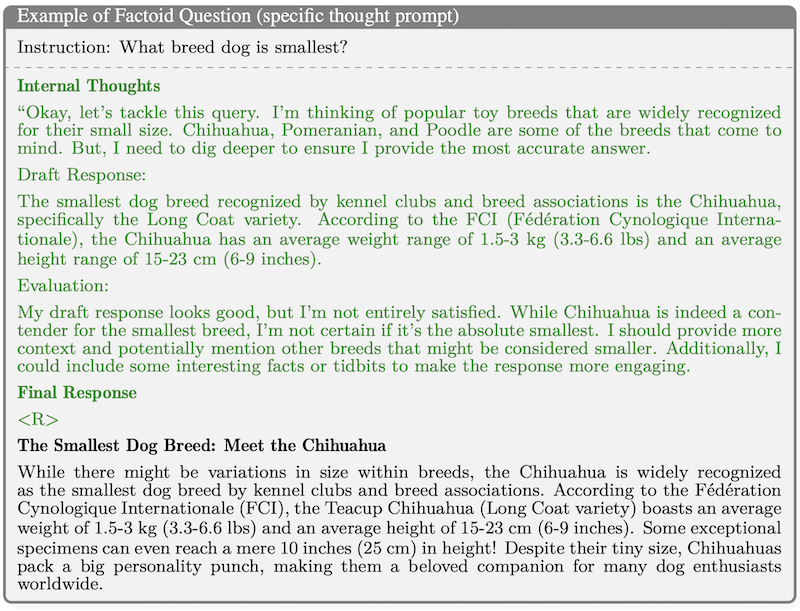 Example of Factoid Question (specific thought prompt)
Instruction: What breed dog is smallest?
Internal Thoughts
“Okay, let’s tackle this query. I’m thinking of popular toy breeds that are widely recognized
for their small size. Chihuahua, Pomeranian, and Poodle are some of the breeds that come to
mind. But, I need to dig deeper to ensure I provide the most accurate answer.
Draft Response:
The smallest dog breed recognized by kennel clubs and breed associations is the Chihuahua,
specifically the Long Coat variety. According to the FCI (Fédération Cynologique Interna-
tionale), the Chihuahua has an average weight range of 1.5-3 kg (3.3-6.6 lbs) and an average
height range of 15-23 cm (6-9 inches).
Evaluation:
My draft response looks good, but I’m not entirely satisfied. While Chihuahua is indeed a con-
tender for the smallest breed, I’m not certain if it’s the absolute smallest. I should provide more
context and potentially mention other breeds that might be considered smaller. Additionally, I
could include some interesting facts or tidbits to make the response more engaging.
Final Response
<R>
The Smallest Dog Breed: Meet the Chihuahua
While there might be variations in size within breeds, the Chihuahua is widely recognized
as the smallest dog breed by kennel clubs and breed associations. According to the Fédération
Cynologique Internationale (FCI), the Teacup Chihuahua (Long Coat variety) boasts an average
weight of 1.5-3 kg (3.3-6.6 lbs) and an average height of 15-23 cm (6-9 inches). Some exceptional
specimens can even reach a mere 10 inches (25 cm) in height! Despite their tiny size, Chihuahuas
pack a big personality punch, making them a beloved companion for many dog enthusiasts
worldwide.